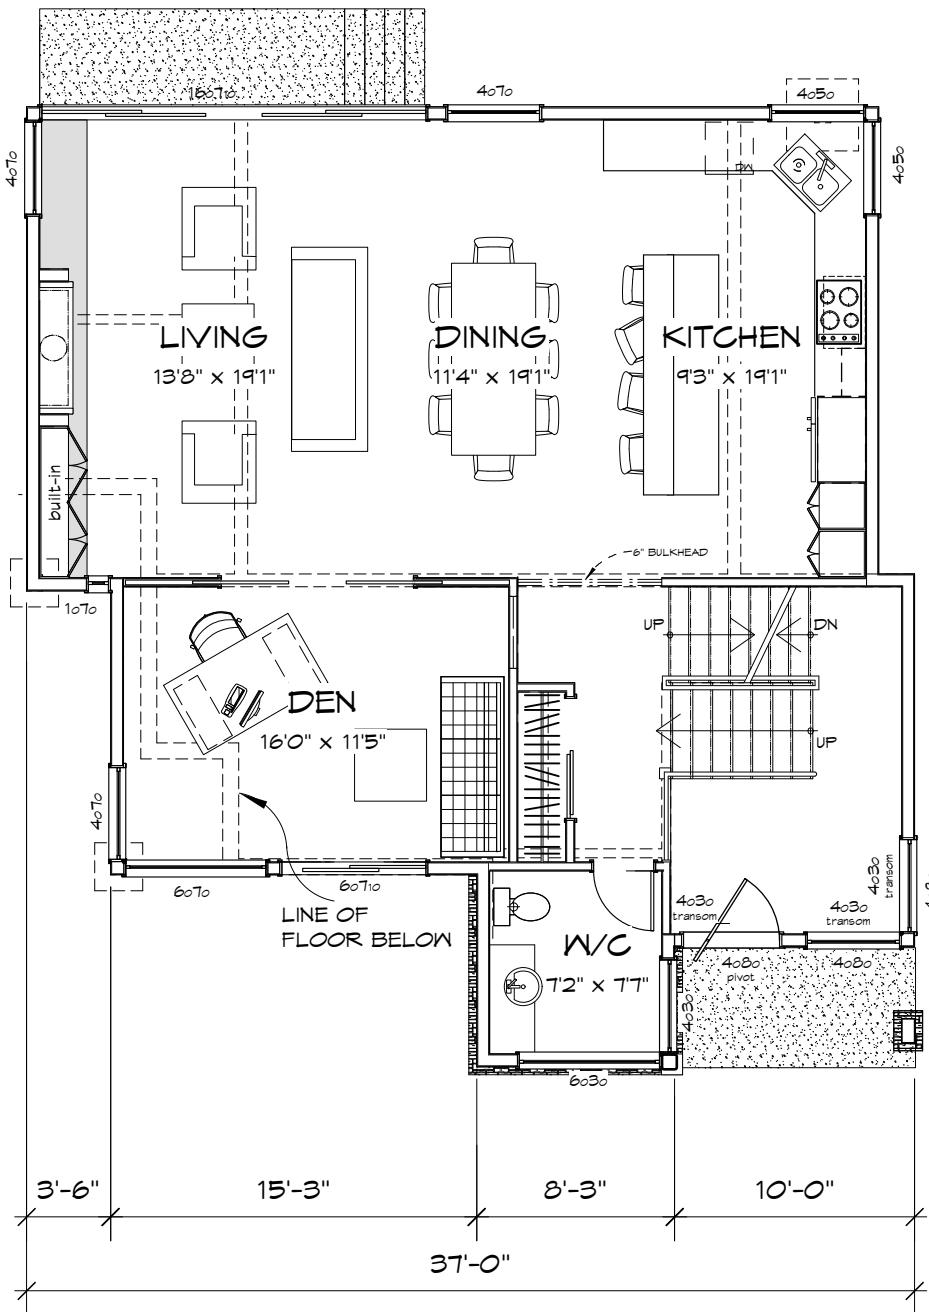 16071O
4070
4050
4070
4050
DW
LIVING
13'8" x 19'1"
DINING
11'4" x 19'1"
KITCHEN
9'3" x 19'1"
built-in
6" BULKHEAD
1070
UP
DN
DEN
16'0" x 11'5"
UP
4070
6070
60710
LINE OF
FLOOR BELOW
W/C
7'2" x 7'7"
4030
transom
4030
transom
4030
transom
4080
pivot
4080
4030
6030
3'-6"
15'-3"
8'-3"
10'-0"
37'-0"